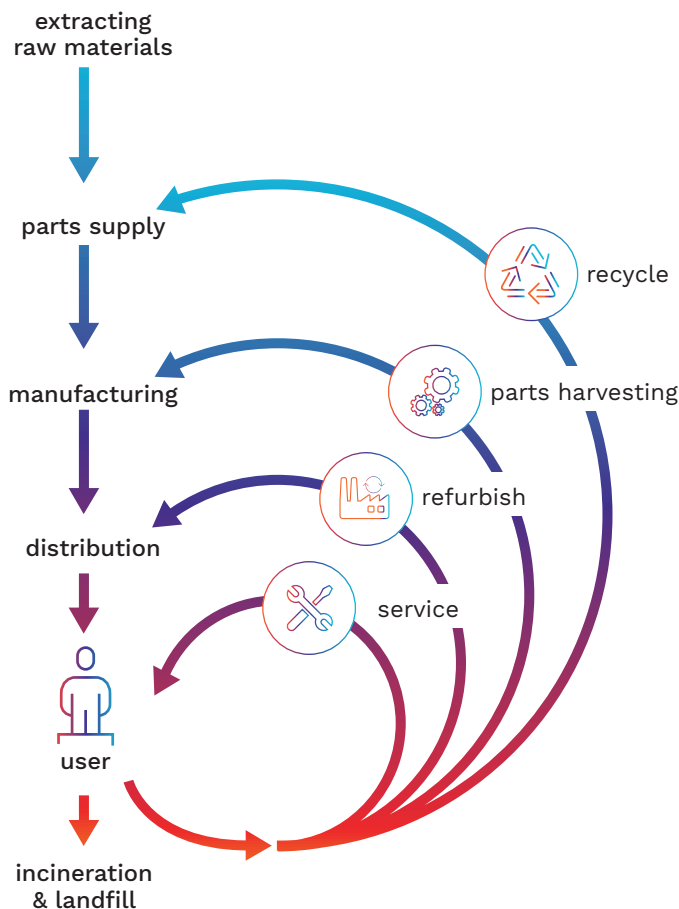 extracting
raw materials
parts supply
recycle
manufacturing
parts harvesting
refurbish
distribution
service
user
incineration
& landfill